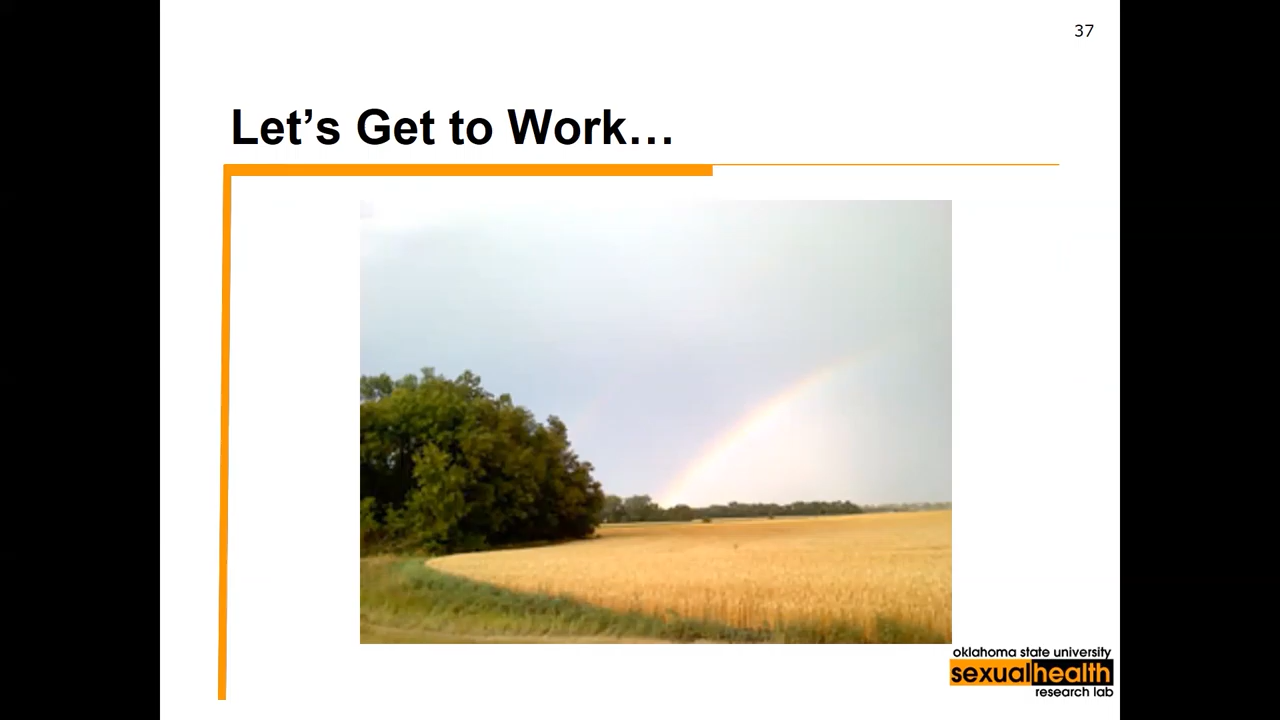 37
Let’s Get to Work…
oklahoma state university
sexualhealth
research lab